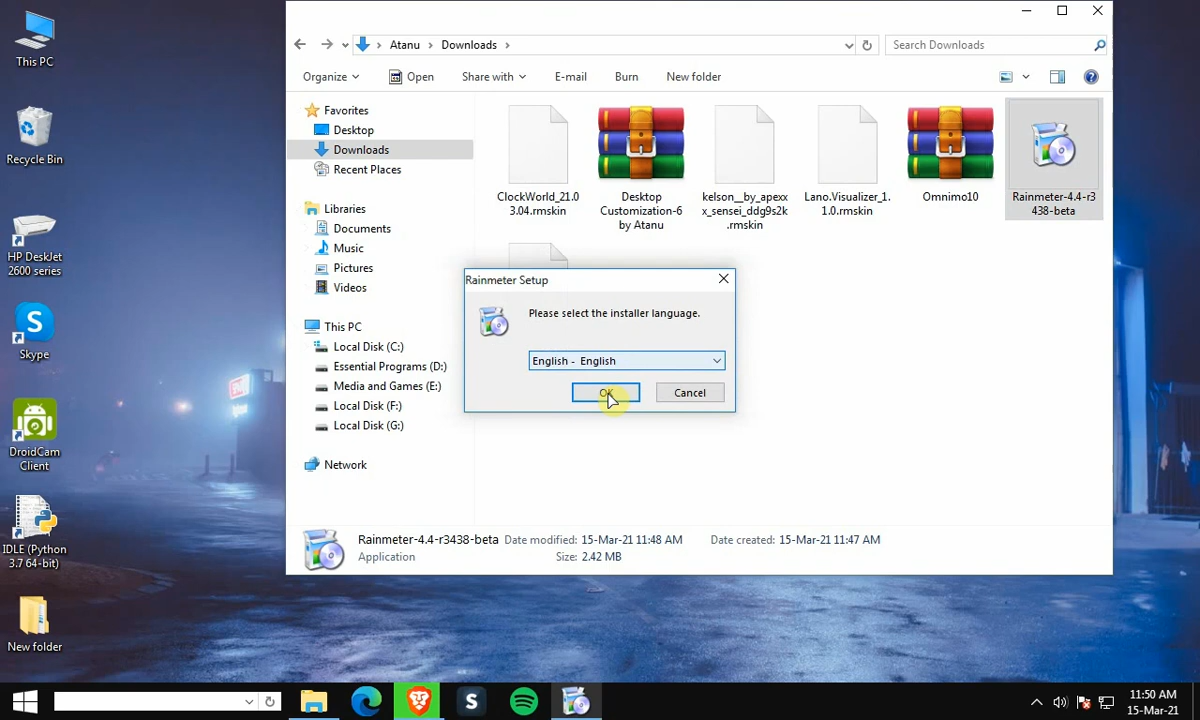 This PC
Recycle Bin
HP DeskJet
2600 series
Skype
DroidCam
Client
IDLE (Python
3.7 64-bit)
New folder
Atanu
Downloads
Search Downloads
Organize
Open
Share with
E-mail
Burn
New folder
Favorites
Desktop
Downloads
Recent Places
Libraries
Documents
Music
Pictures
Videos
This PC
Local Disk (C:)
Essential Programs (D:)
Media and Games (E:)
Local Disk (F:)
Local Disk (G:)
Network
ClockWorld_21.0
3.04.rmskin
Desktop
Customization-6
by Atanu
kelson__by_apexx
x_sensei_ddg9s2k
.rmskin
Lano.Visualizer_1.
1.0.rmskin
Omnimo10
Rainmeter-4.4-r3
438-beta
Rainmeter Setup
Please select the installer language.
English - English
OK
Cancel
Rainmeter-4.4-r3438-beta
Date modified: 15-Mar-21 11:48 AM
Date created: 15-Mar-21 11:47 AM
Application
Size: 2.42 MB
11:50 AM
15-Mar-21